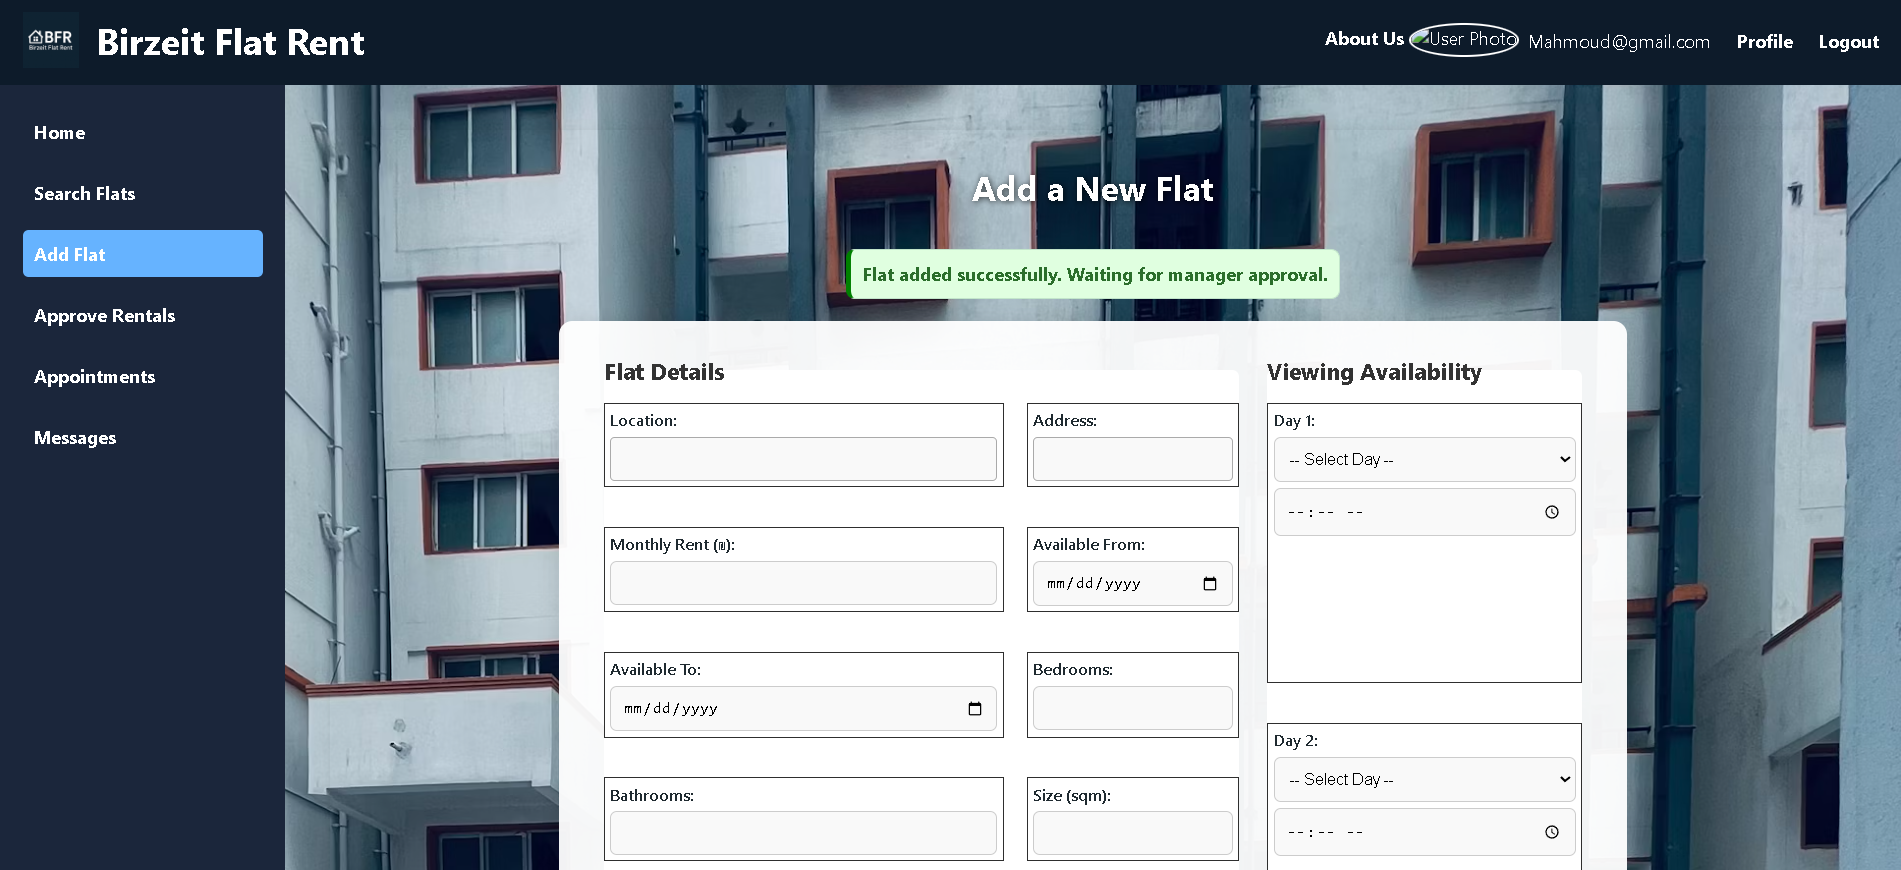 BFR
Birzeit Flat Rent
Birzeit Flat Rent
About Us
User Photo
Mahmoud@gmail.com
Profile
Logout
Home
Search Flats
Add Flat
Approve Rentals
Appointments
Messages
Add a New Flat
Flat added successfully. Waiting for manager approval.
Flat Details
Location:
Address:
Monthly Rent (₪):
Available From:
mm/dd/yyyy
Available To:
mm/dd/yyyy
Bedrooms:
Bathrooms:
Size (sqm):
Viewing Availability
Day 1:
-- Select Day --
--:-- --
Day 2:
-- Select Day --
--:-- --